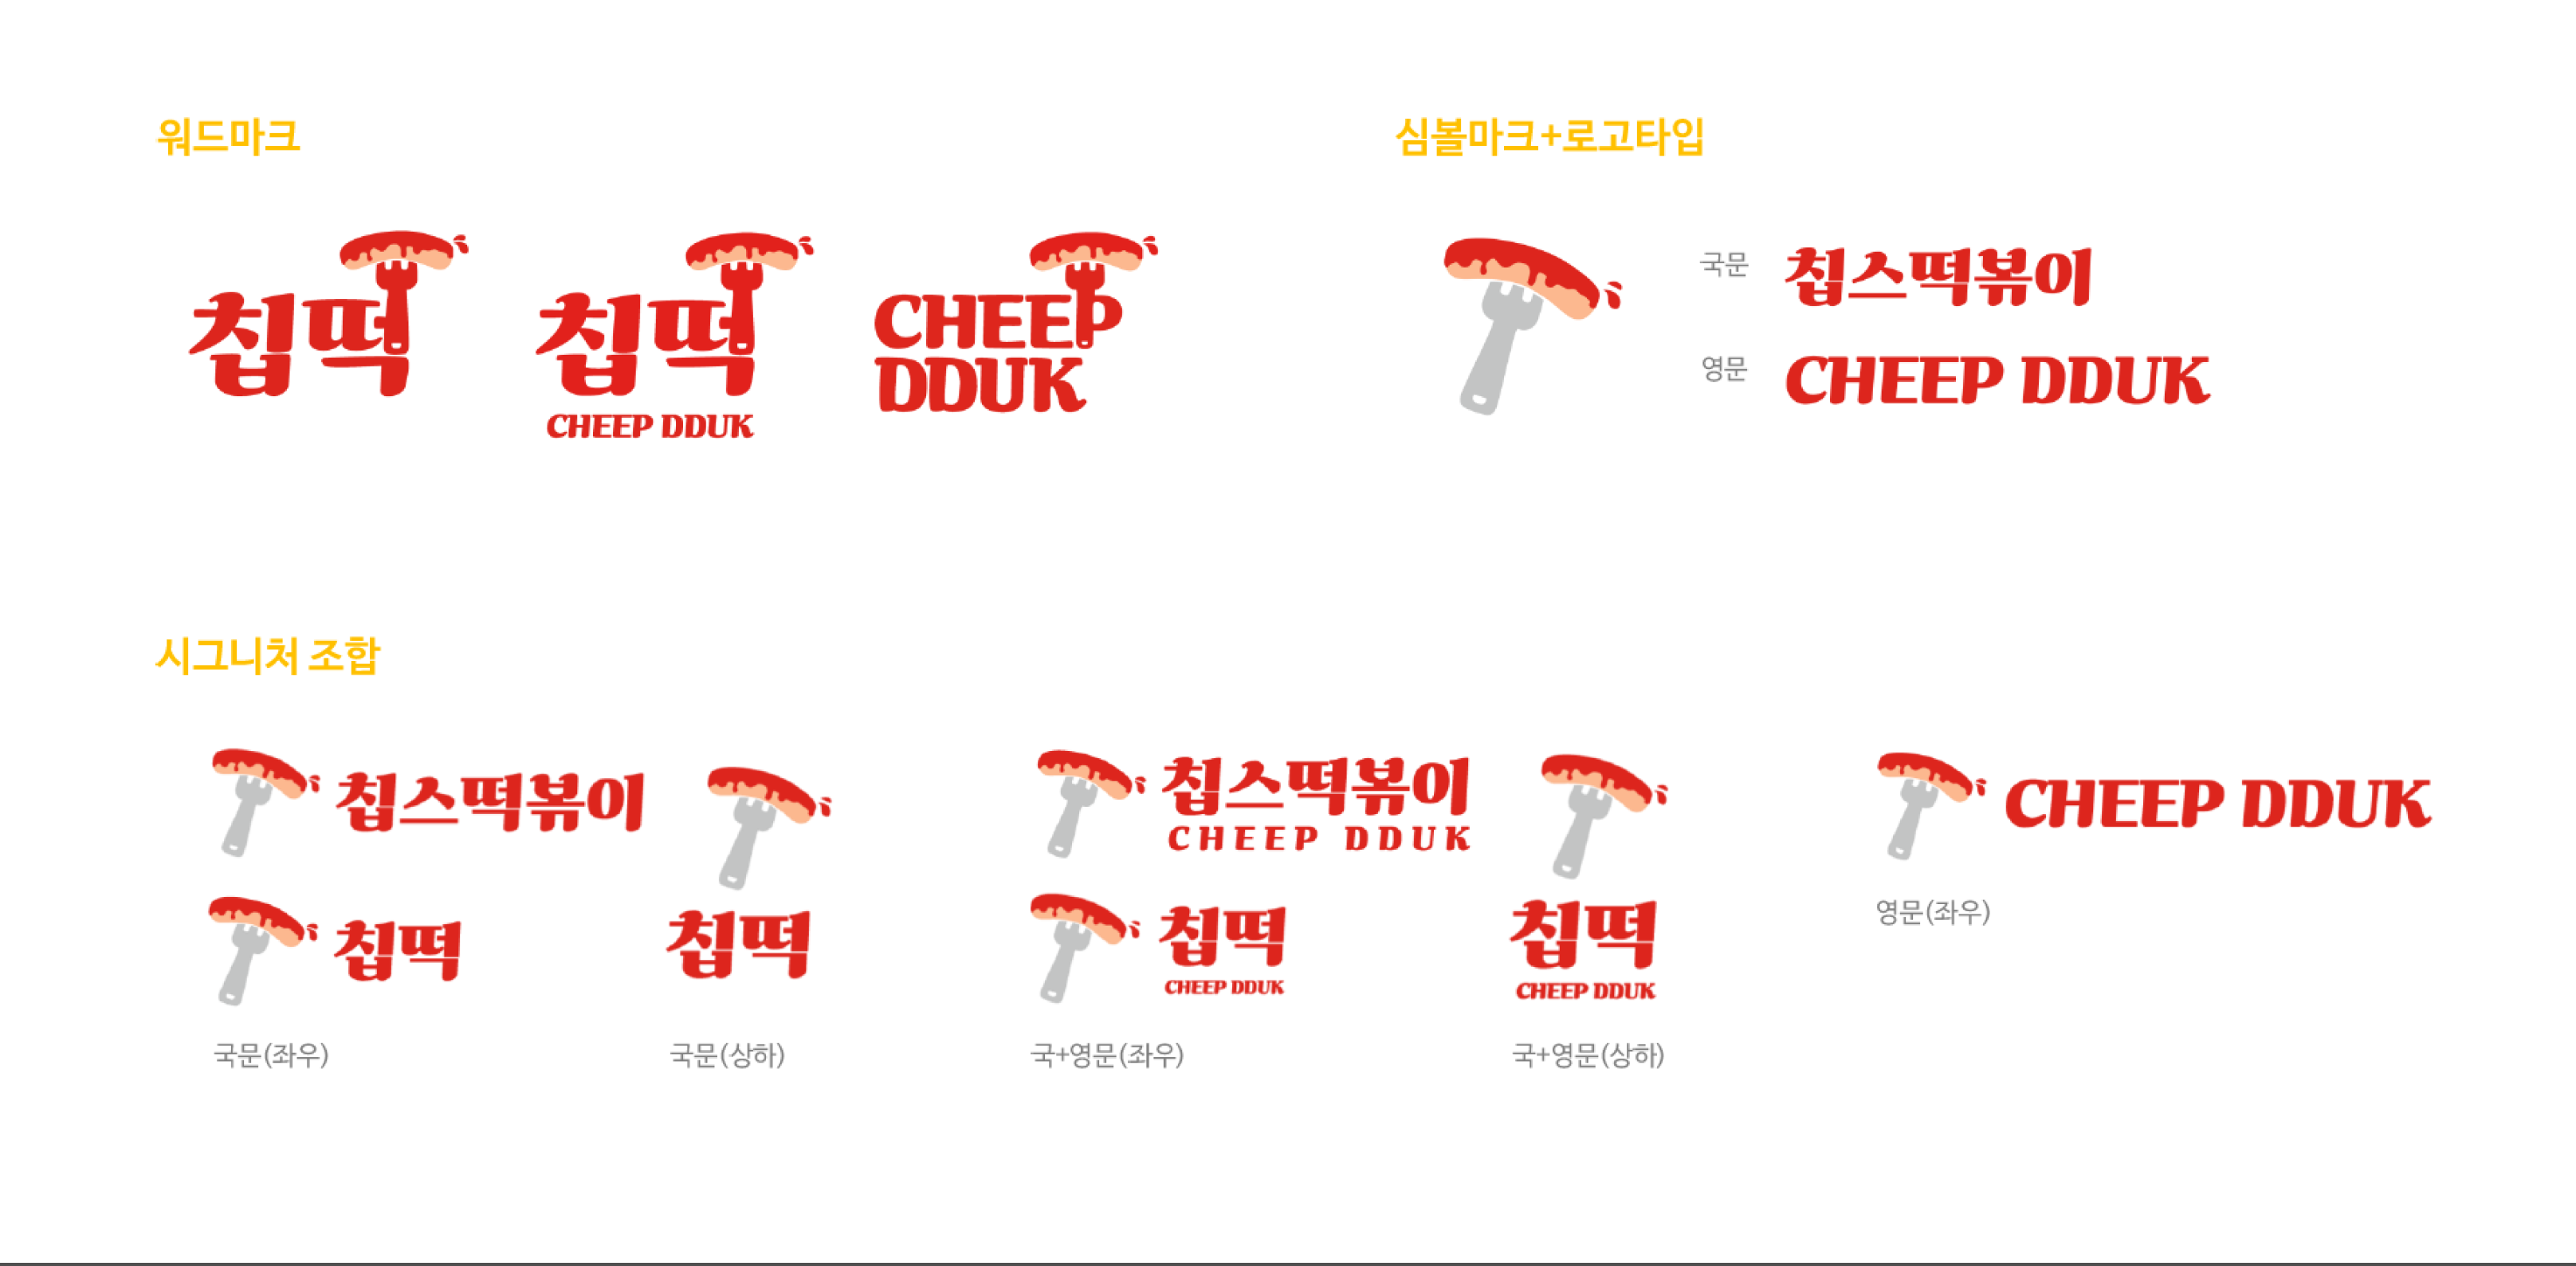 워드마크
칩떡
칩떡
CHEEP DDUK
CHEEP
DDUK
심볼마크+로고타입
국문
칩스떡볶이
영문
CHEEP DDUK
시그니처 조합
칩스떡볶이
칩떡
국문(좌우)
칩떡
국문(상하)
칩스떡볶이
CHEEP DDUK
칩떡
CHEEP DDUK
국+영문(좌우)
칩떡
CHEEP DDUK
국+영문(상하)
CHEEP DDUK
영문(좌우)